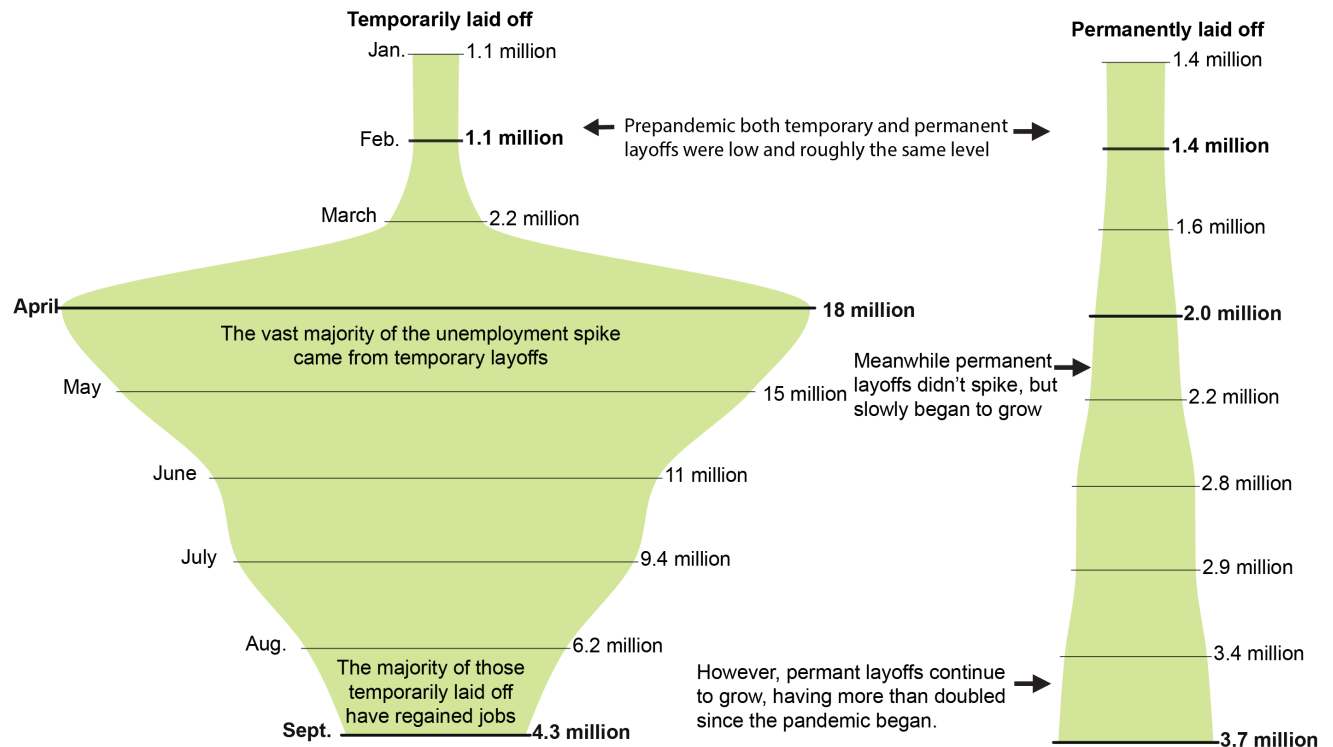 Temporarily laid off
Jan.
1.1 million
Feb.
1.1 million
March
2.2 million
April
18 million
The vast majority of the unemployment spike
came from temporary layoffs
May
15 million
June
11 million
July
9.4 million
Aug.
6.2 million
The majority of those
temporarily laid off
have regained jobs
Sept.
4.3 million
Prepandemic both temporary and permanent
layoffs were low and roughly the same level
Meanwhile permanent
layoffs didn’t spike, but
slowly began to grow
However, permant layoffs continue
to grow, having more than doubled
since the pandemic began.
Permanently laid off
1.4 million
1.4 million
1.6 million
2.0 million
2.2 million
2.8 million
2.9 million
3.4 million
3.7 million